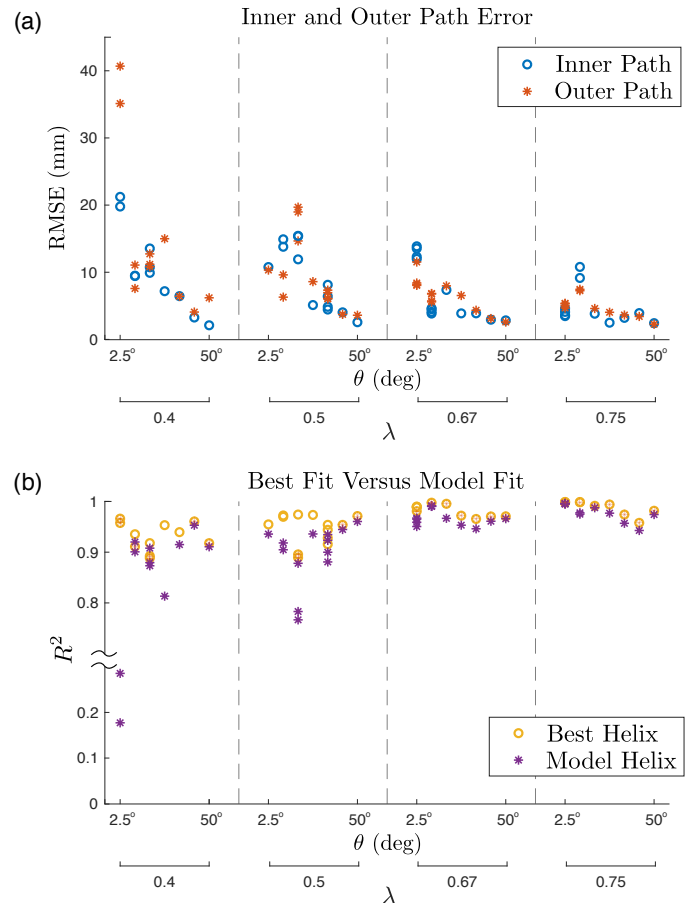 (a)
Inner and Outer Path Error
Inner Path
Outer Path
RMSE (mm)
40
30
20
10
0
2.5° 50° 2.5° 50° 2.5° 50° 2.5° 50°
θ (deg)
0.4 0.5 0.67 0.75
λ
(b)
Best Fit Versus Model Fit
R²
1
0.9
0.8
0.2
0.1
0
Best Helix
Model Helix
2.5° 50° 2.5° 50° 2.5° 50° 2.5° 50°
θ (deg)
0.4 0.5 0.67 0.75
λ